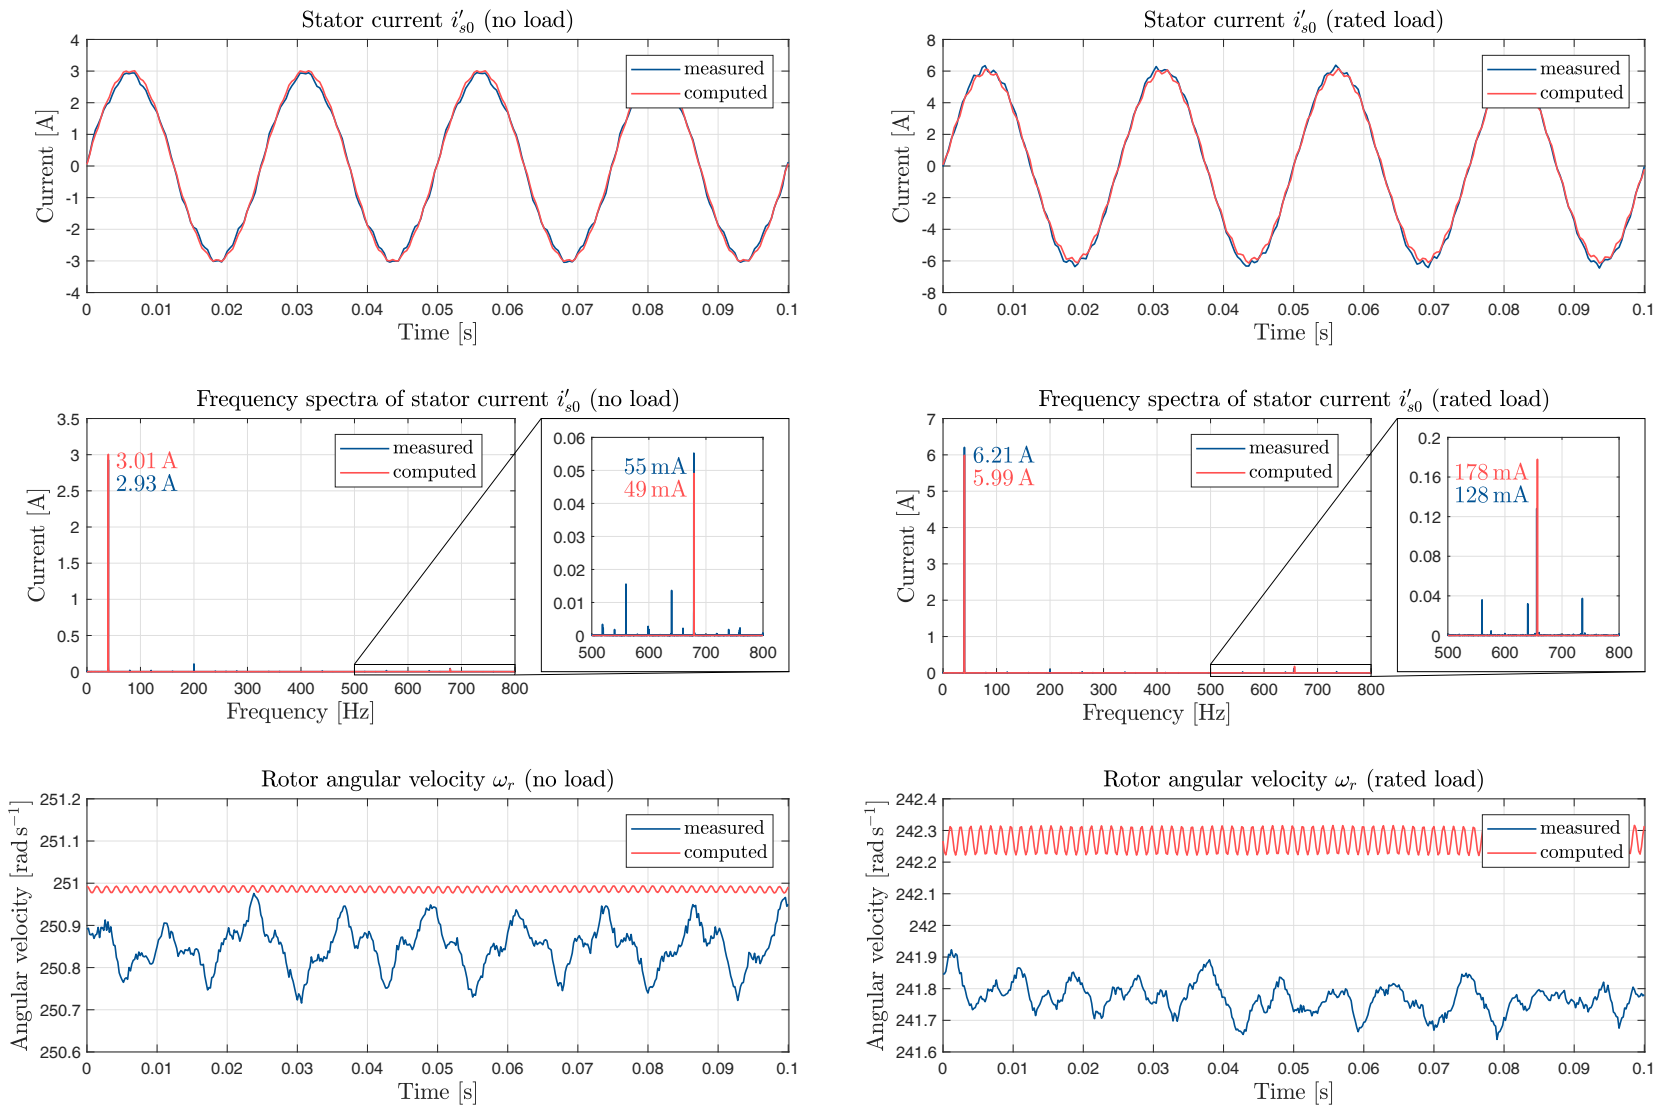 Stator current i′s0 (no load)
4
3
2
1
0
-1
-2
-3
-4
Current [A]
measured
computed
0 0.01 0.02 0.03 0.04 0.05 0.06 0.07 0.08 0.09 0.1
Time [s]
Stator current i′s0 (rated load)
8
6
4
2
0
-2
-4
-6
-8
Current [A]
measured
computed
0 0.01 0.02 0.03 0.04 0.05 0.06 0.07 0.08 0.09 0.1
Time [s]
Frequency spectra of stator current i′s0 (no load)
3.5
3
2.5
2
1.5
1
0.5
0
Current [A]
measured
computed
3.01 A
2.93 A
0 100 200 300 400 500 600 700 800
Frequency [Hz]
0.06
0.05
0.04
0.03
0.02
0.01
0
55 mA
49 mA
500 600 700 800
Frequency spectra of stator current i′s0 (rated load)
7
6
5
4
3
2
1
0
Current [A]
measured
computed
6.21 A
5.99 A
0 100 200 300 400 500 600 700 800
Frequency [Hz]
0.2
0.16
0.12
0.08
0.04
0
178 mA
128 mA
500 600 700 800
Rotor angular velocity ωr (no load)
251.2
251.1
251
250.9
250.8
250.7
250.6
Angular velocity [rad s⁻¹]
measured
computed
0 0.01 0.02 0.03 0.04 0.05 0.06 0.07 0.08 0.09 0.1
Time [s]
Rotor angular velocity ωr (rated load)
242.4
242.3
242.2
242.1
242
241.9
241.8
241.7
241.6
Angular velocity [rad s⁻¹]
measured
computed
0 0.01 0.02 0.03 0.04 0.05 0.06 0.07 0.08 0.09 0.1
Time [s]